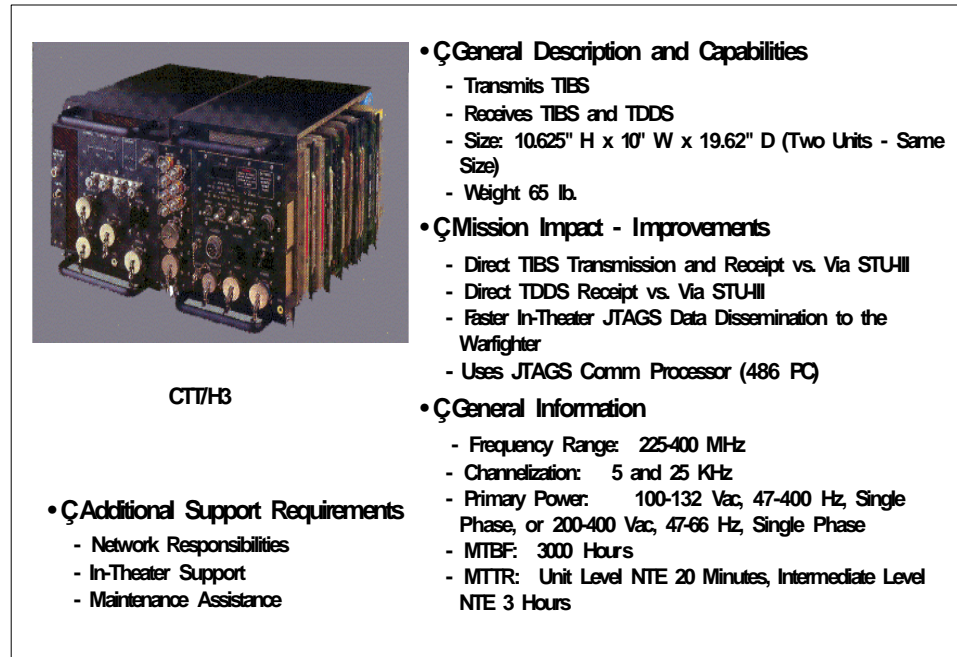 • Ç General Description and Capabilities
- Transmits TIBS
- Receives TIBS and TDDS
- Size: 10.625" H x 10" W x 19.62" D (Two Units - Same
Size)
- Weight 65 lb.
• Ç Mission Impact - Improvements
- Direct TIBS Transmission and Receipt vs. Via STU-III
- Direct TDDS Receipt vs. Via STU-III
- Faster In-Theater JTAGS Data Dissemination to the
Warfighter
- Uses JTAGS Comm Processor (486 PC)
• Ç General Information
- Frequency Range: 225-400 MHz
- Channelization: 5 and 25 KHz
- Primary Power: 100-132 Vac, 47-400 Hz, Single
Phase, or 200-400 Vac, 47-66 Hz, Single Phase
- MTBF: 3000 Hours
- MTTR: Unit Level NTE 20 Minutes, Intermediate Level
NTE 3 Hours
CTT/H3
• Ç Additional Support Requirements
- Network Responsibilities
- In-Theater Support
- Maintenance Assistance